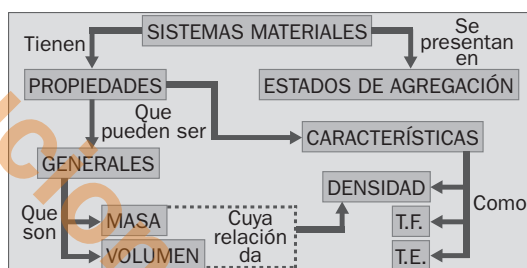 SISTEMAS MATERIALES
Tienen
Se
presentan
en
PROPIEDADES
ESTADOS DE AGREGACIÓN
Que
pueden ser
CARACTERÍSTICAS
GENERALES
DENSIDAD
Que
son
MASA
Cuya
relación
da
T.F.
Como
VOLUMEN
T.E.